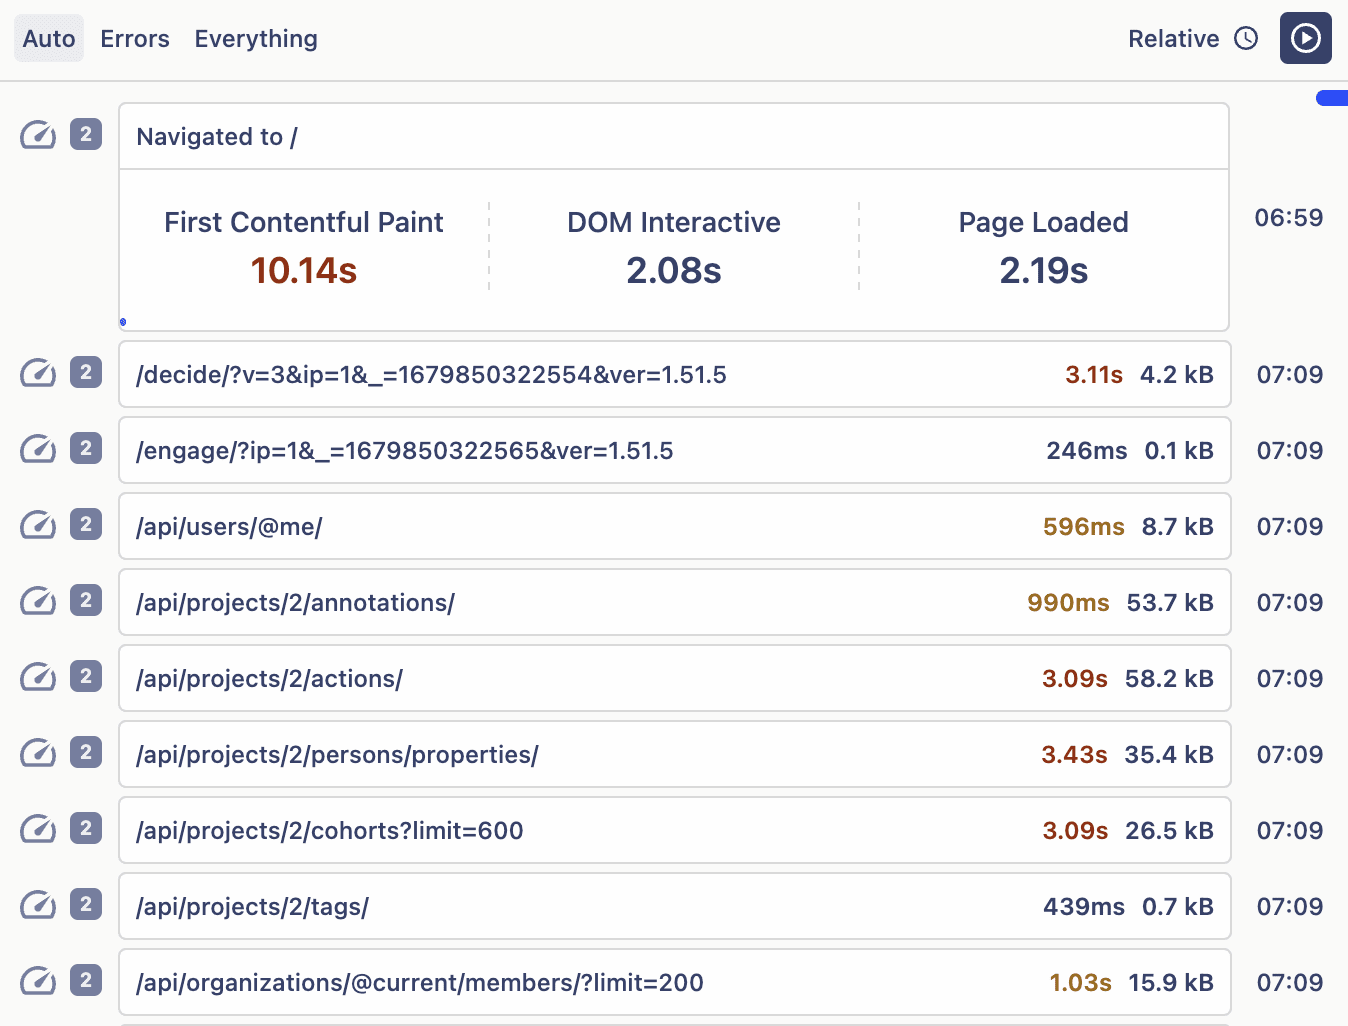 Auto Errors Everything Relative
2 Navigated to /
First Contentful Paint DOM Interactive Page Loaded 06:59
10.14s 2.08s 2.19s
2 /decide/?v=3&ip=1&_=1679850322554&ver=1.51.5 3.11s 4.2 kB 07:09
2 /engage/?ip=1&_=1679850322565&ver=1.51.5 246ms 0.1 kB 07:09
2 /api/users/@me/ 596ms 8.7 kB 07:09
2 /api/projects/2/annotations/ 990ms 53.7 kB 07:09
2 /api/projects/2/actions/ 3.09s 58.2 kB 07:09
2 /api/projects/2/persons/properties/ 3.43s 35.4 kB 07:09
2 /api/projects/2/cohorts?limit=600 3.09s 26.5 kB 07:09
2 /api/projects/2/tags/ 439ms 0.7 kB 07:09
2 /api/organizations/@current/members/?limit=200 1.03s 15.9 kB 07:09